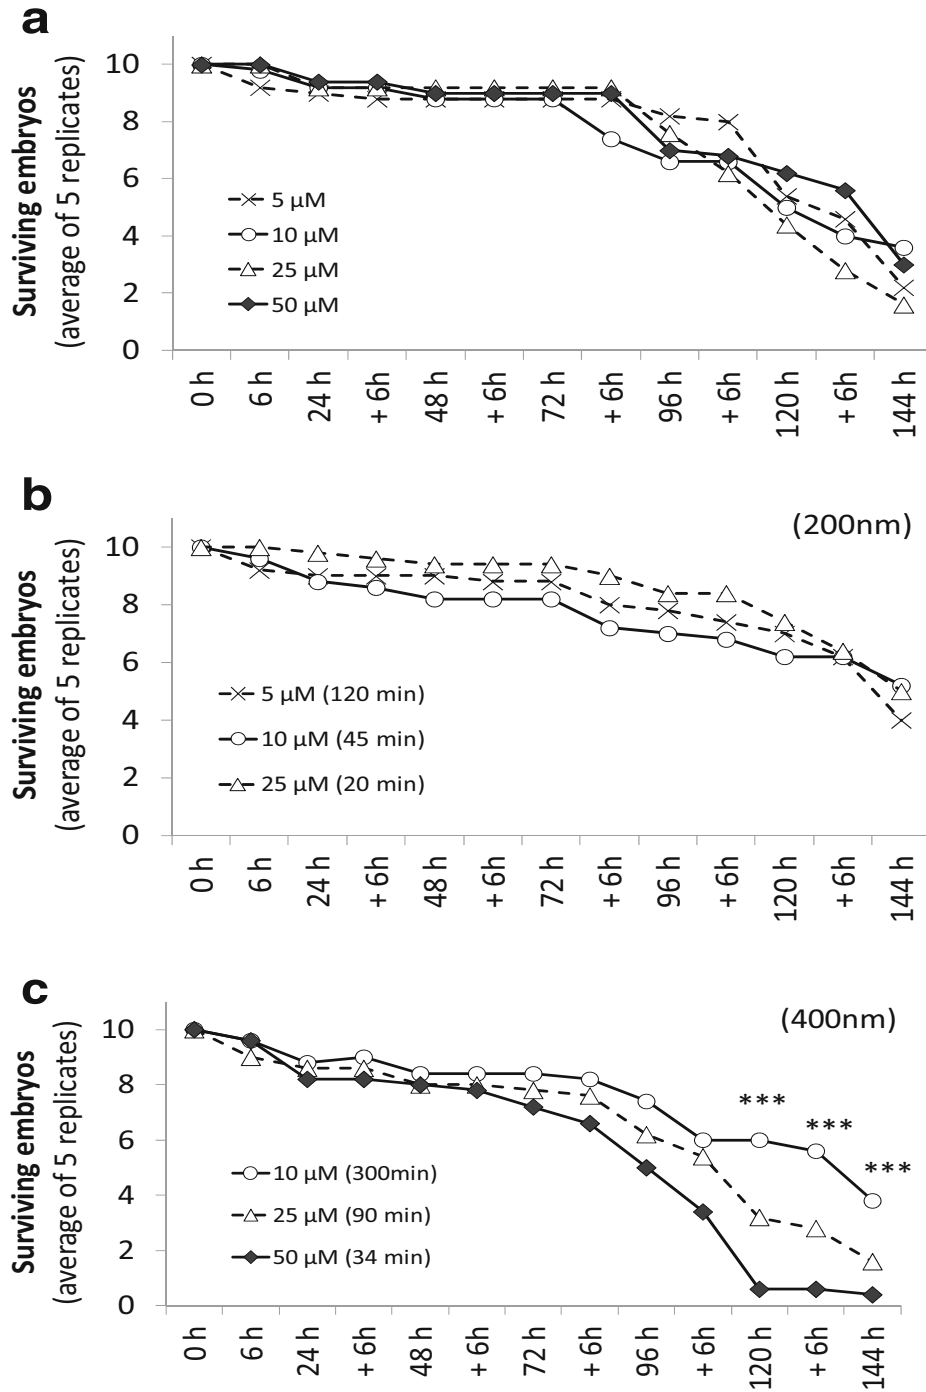 a
Surviving embryos
(average of 5 replicates)
10
8
6
4
2
0
5 µM
10 µM
25 µM
50 µM
0 h
6 h
24 h
+ 6h
48 h
+ 6h
72 h
+ 6h
96 h
+ 6h
120 h
+ 6h
144 h
b
(200nm)
Surviving embryos
(average of 5 replicates)
10
8
6
4
2
0
5 µM (120 min)
10 µM (45 min)
25 µM (20 min)
0 h
6 h
24 h
+ 6h
48 h
+ 6h
72 h
+ 6h
96 h
+ 6h
120 h
+ 6h
144 h
c
(400nm)
Surviving embryos
(average of 5 replicates)
10
8
6
4
2
0
***
***
***
10 µM (300min)
25 µM (90 min)
50 µM (34 min)
0 h
6 h
24 h
+ 6h
48 h
+ 6h
72 h
+ 6h
96 h
+ 6h
120 h
+ 6h
144 h